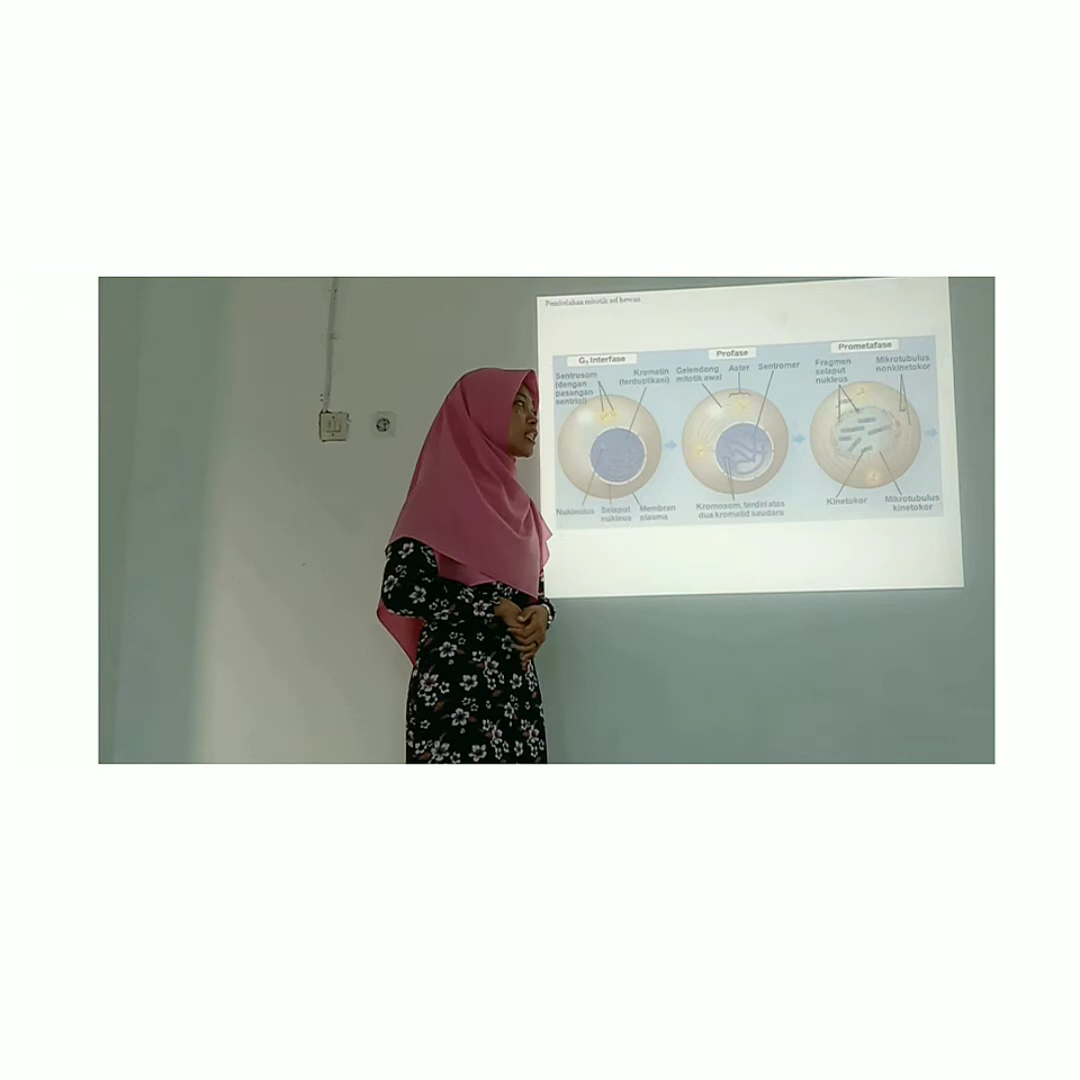 Pembelahan mitotik sel hewan
G₂ Interfase
Profase
Prometafase
Sentrosom
(dengan
pasangan
sentriol)
Kromatin
(terduplikasi)
Gelendong
mitotik awal
Aster
Sentromer
Fragmen
selaput
nukleus
Mikrotubulus
nonkinetokor
Nukleolus
Selaput
nukleus
Membran
plasma
Kromosom, terdiri atas
dua kromatid saudara
Kinetokor
Mikrotubulus
kinetokor